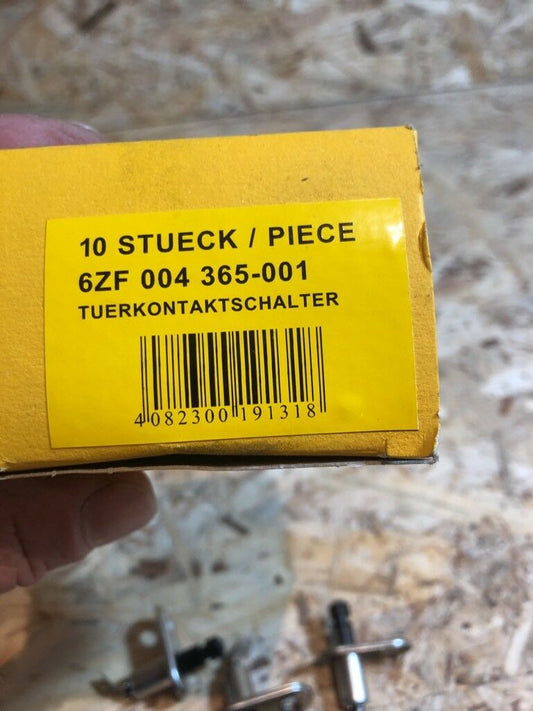 10 STUECK / PIECE
6ZF 004 365-001
TUERKONTAKTSCHALTER
4 082300 191318